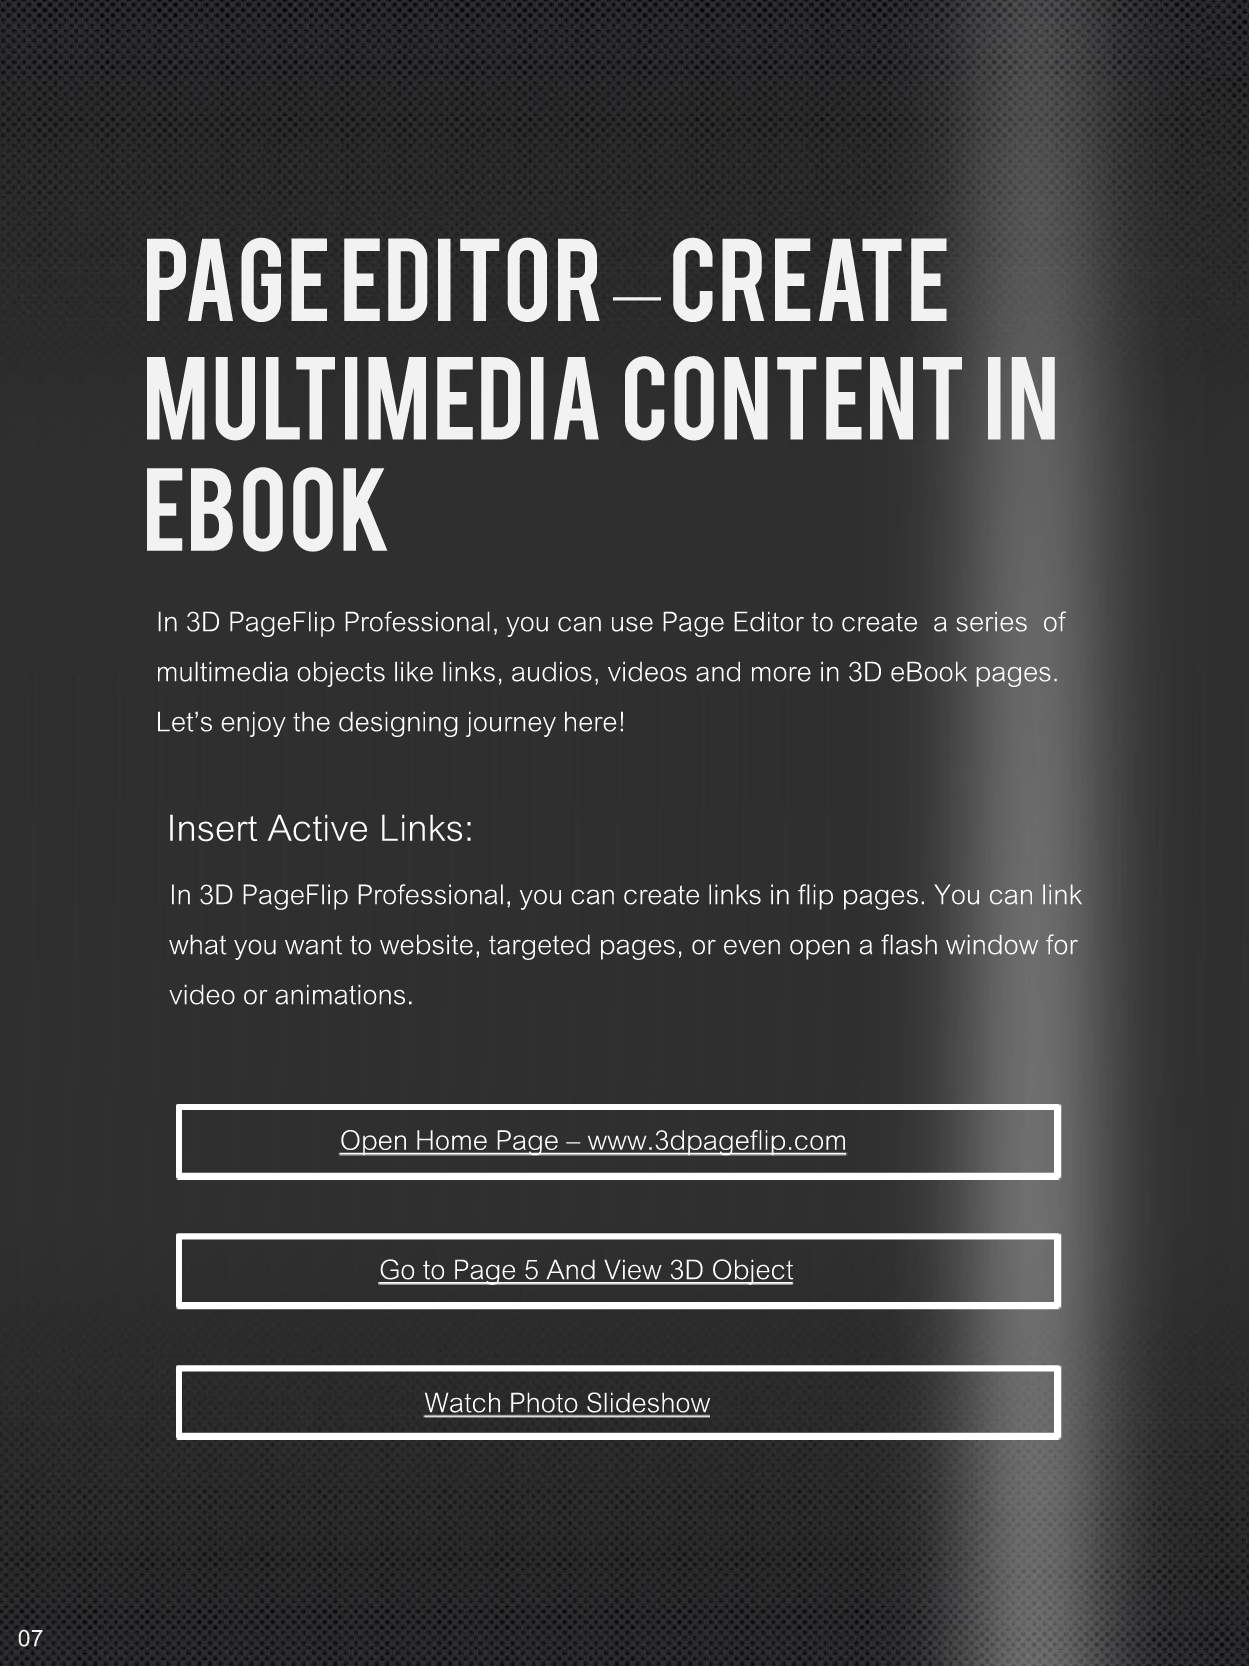 PAGE EDITOR – CREATE
MULTIMEDIA CONTENT IN
EBOOK
In 3D PageFlip Professional, you can use Page Editor to create a series of
multimedia objects like links, audios, videos and more in 3D eBook pages.
Let’s enjoy the designing journey here!
Insert Active Links:
In 3D PageFlip Professional, you can create links in flip pages. You can link
what you want to website, targeted pages, or even open a flash window for
video or animations.
Open Home Page – www.3dpageflip.com
Go to Page 5 And View 3D Object
Watch Photo Slideshow
07